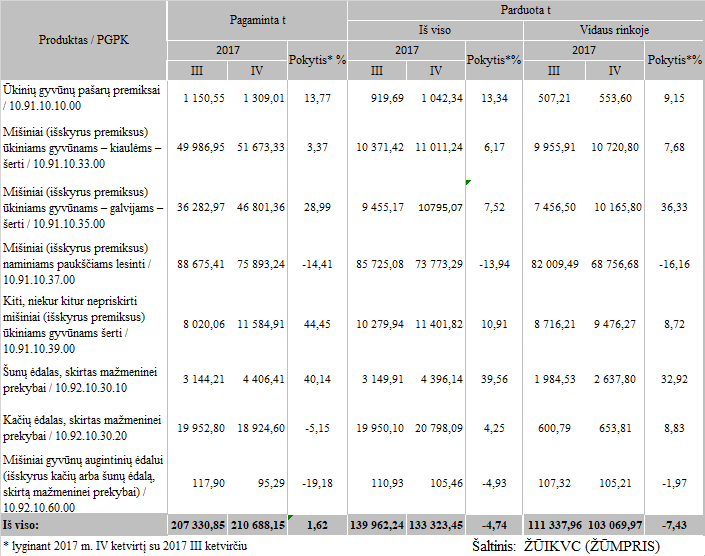 Produktas / PGPK Pagaminta t Parduota t
Iš viso Vidaus rinkoje
2017 Pokytis* % 2017 Pokytis*% 2017 Pokytis*%
III IV III IV III IV
Ūkinių gyvūnų pašarų premiksai
/ 10.91.10.10.00 1 150,55 1 309,01 13,77 919,69 1 042,34 13,34 507,21 553,60 9,15
Mišiniai (išskyrus premiksus)
ūkiniams gyvūnams – kiaulėms –
šerti / 10.91.10.33.00 49 986,95 51 673,33 3,37 10 371,42 11 011,24 6,17 9 955,91 10 720,80 7,68
Mišiniai (išskyrus premiksus)
ūkiniams gyvūnams – galvijams –
šerti / 10.91.10.35.00 36 282,97 46 801,36 28,99 9 455,17 10795,07 7,52 7 456,50 10 165,80 36,33
Mišiniai (išskyrus premiksus)
naminiams paukščiams lesinti /
10.91.10.37.00 88 675,41 75 893,24 -14,41 85 725,08 73 773,29 -13,94 82 009,49 68 756,68 -16,16
Kiti, niekur kitur nepriskirti
mišiniai (išskyrus premiksus)
ūkiniams gyvūnams šerti /
10.91.10.39.00 8 020,06 11 584,91 44,45 10 279,94 11 401,82 10,91 8 716,21 9 476,27 8,72
Šunų ėdalas, skirtas mažmeninei
prekybai / 10.92.10.30.10 3 144,21 4 406,41 40,14 3 149,91 4 396,14 39,56 1 984,53 2 637,80 32,92
Kačių ėdalas, skirtas mažmeninei
prekybai / 10.92.10.30.20 19 952,80 18 924,60 -5,15 19 950,10 20 798,09 4,25 600,79 653,81 8,83
Mišiniai gyvūnų augintinių ėdalui
(išskyrus kačių arba šunų ėdalą,
skirtą mažmeninei prekybai) /
10.92.10.60.00 117,90 95,29 -19,18 110,93 105,46 -4,93 107,32 105,21 -1,97
Iš viso: 207 330,85 210 688,15 1,62 139 962,24 133 323,45 -4,74 111 337,96 103 069,97 -7,43
* lyginant 2017 m. IV ketvirtį su 2017 III ketvirčiu Šaltinis: ŽŪIKVC (ŽŪMPRIS)